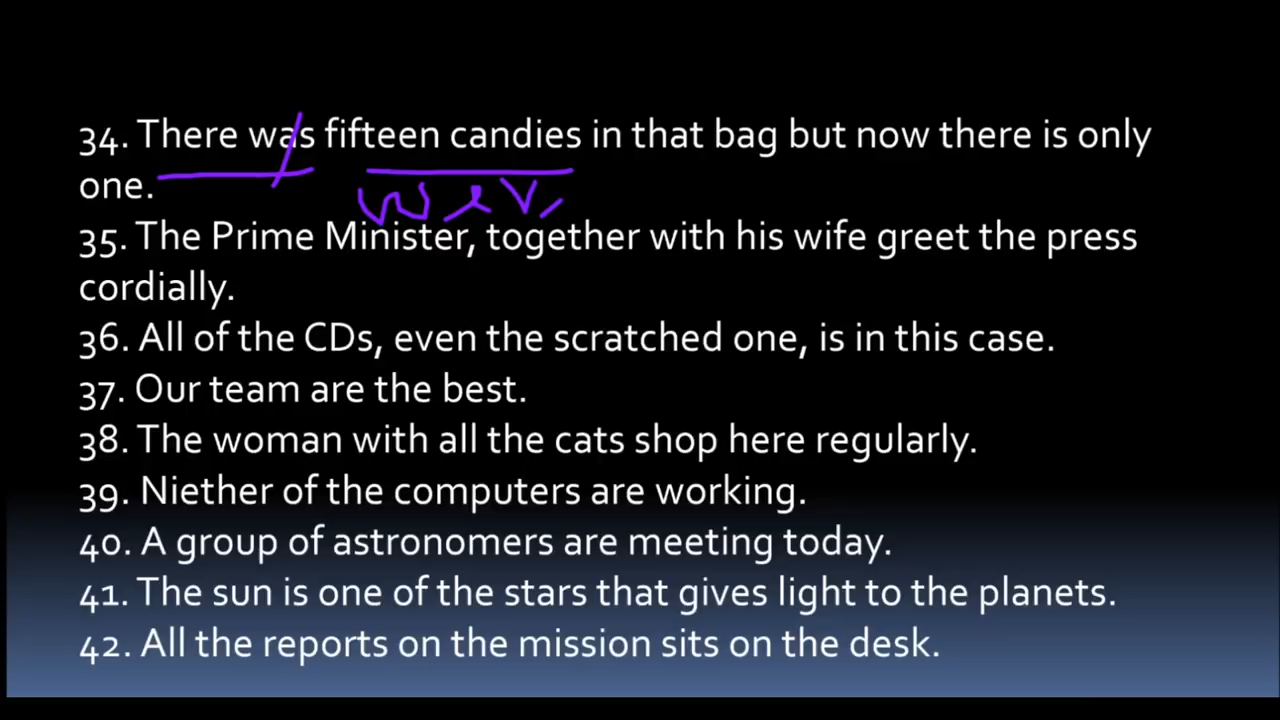 34. There was fifteen candies in that bag but now there is only
one.
wer
35. The Prime Minister, together with his wife greet the press
cordially.
36. All of the CDs, even the scratched one, is in this case.
37. Our team are the best.
38. The woman with all the cats shop here regularly.
39. Niether of the computers are working.
40. A group of astronomers are meeting today.
41. The sun is one of the stars that gives light to the planets.
42. All the reports on the mission sits on the desk.